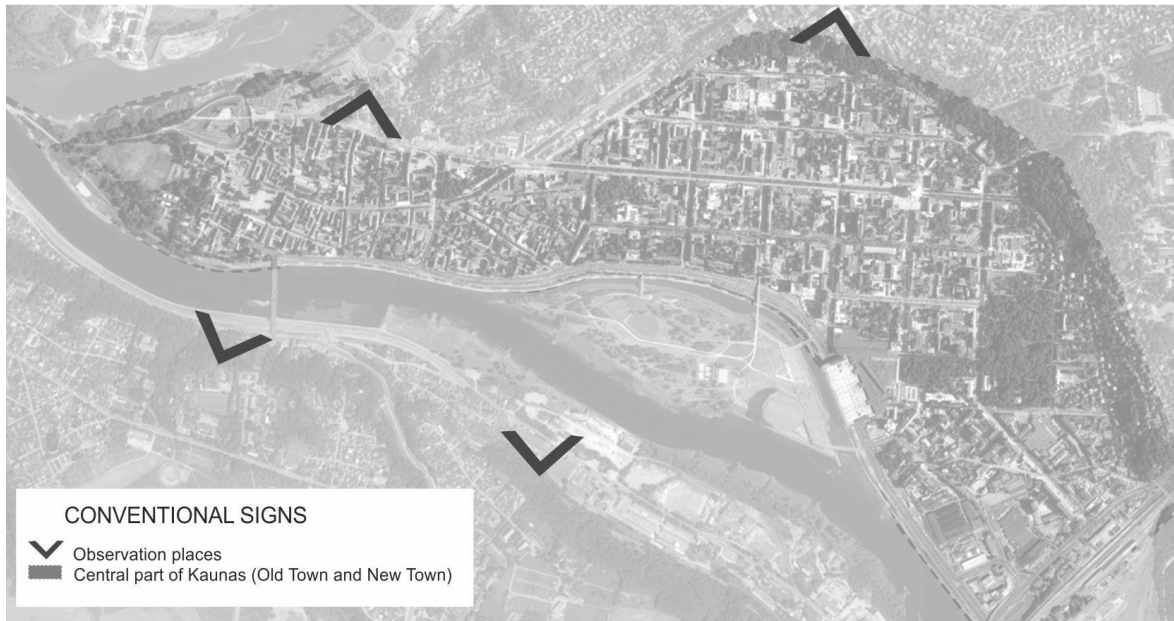 CONVENTIONAL SIGNS
Observation places
Central part of Kaunas (Old Town and New Town)